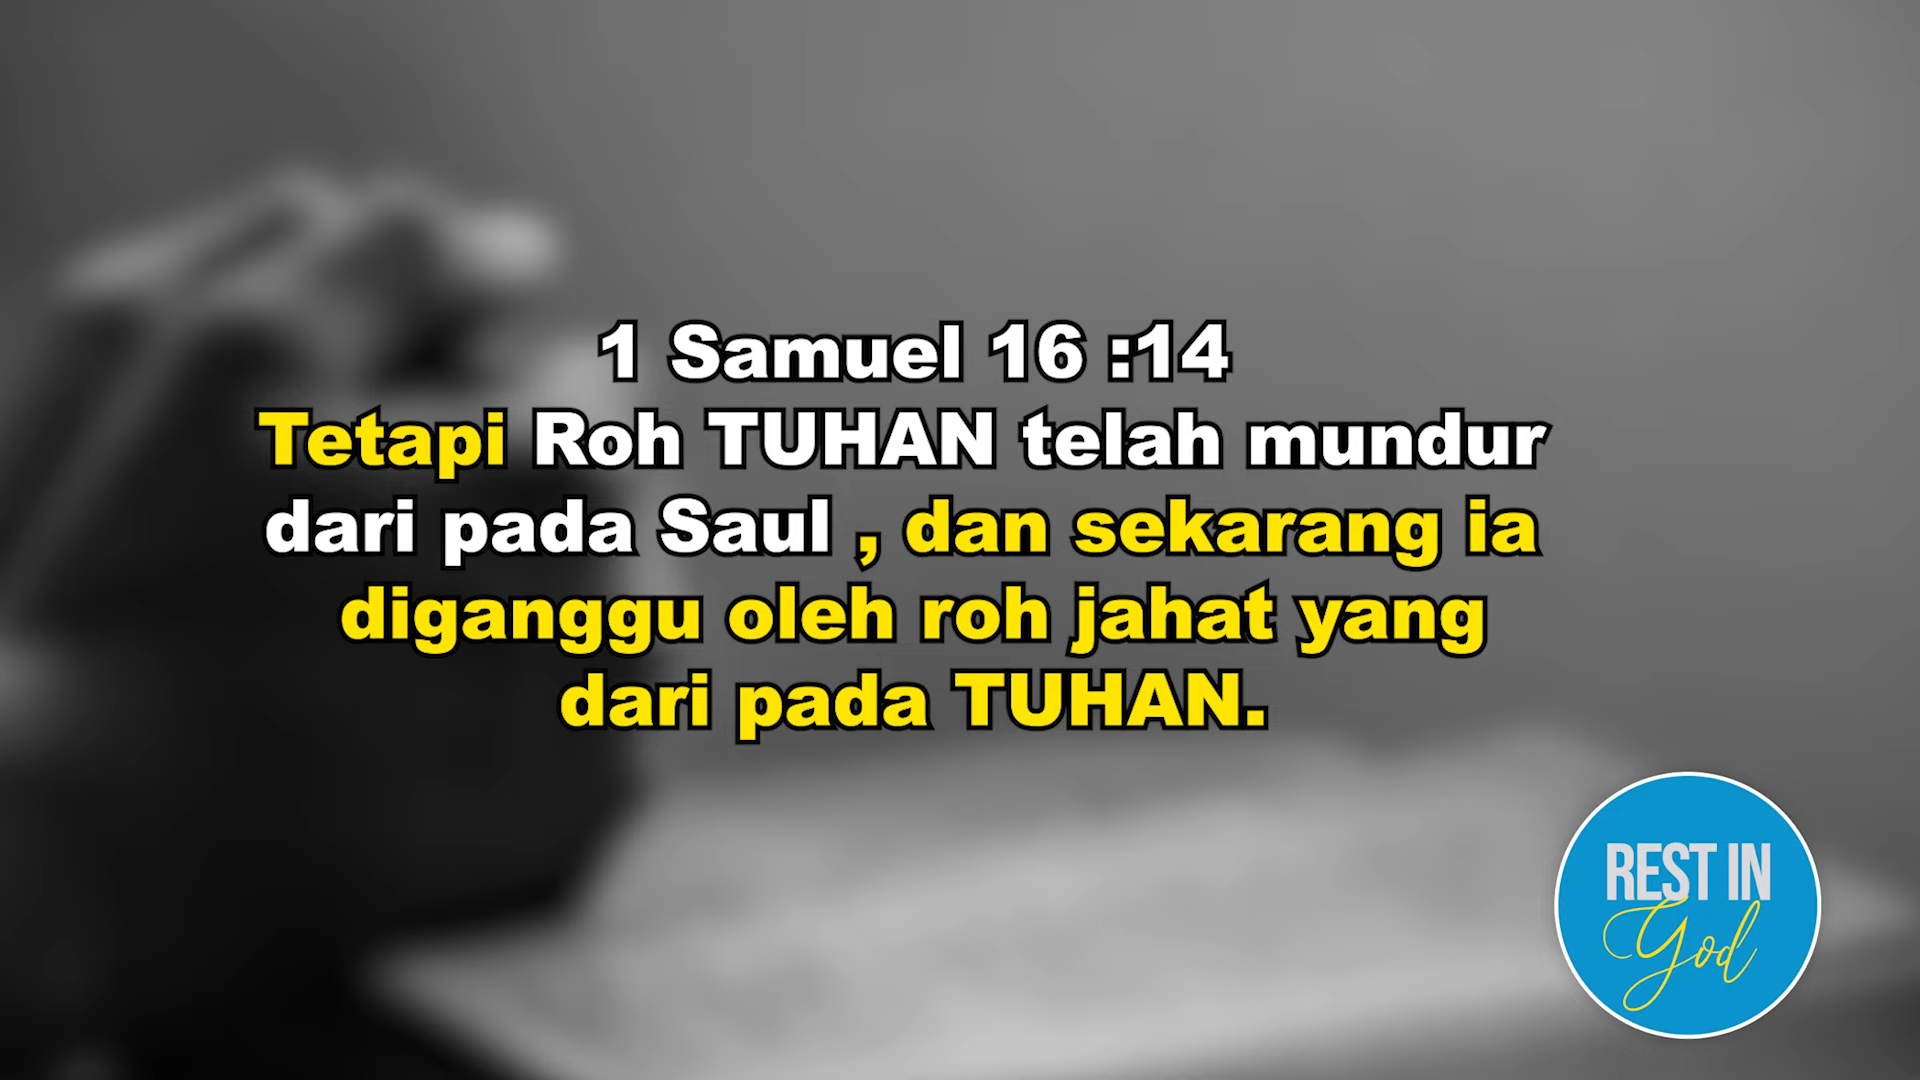 1 Samuel 16 :14
Tetapi Roh TUHAN telah mundur
dari pada Saul , dan sekarang ia
diganggu oleh roh jahat yang
dari pada TUHAN.
REST IN
God